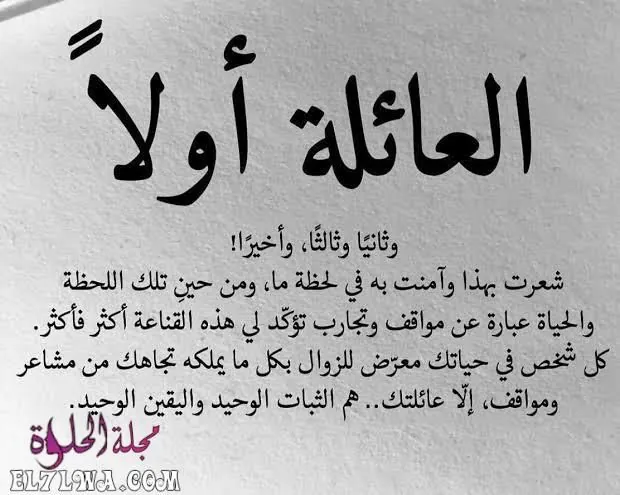 العائلة أولاً
وثانيًا وثالثًا، وأخيرًا!
شعرت بهذا وآمنت به في لحظة ما، ومن حينِ تلك اللحظة
والحياة عبارة عن مواقف وتجارب تؤكّد لي هذه القناعة أكثر فأكثر.
كل شخص في حياتك معرّض للزوال بكل ما يملكه تجاهك من مشاعر
ومواقف، إلّا عائلتك.. هم الثبات الوحيد واليقين الوحيد.
مجلة الحلوة
EL7L9WA.COM